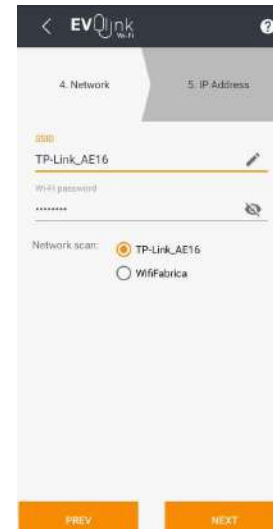 EVOlink
Wi-Fi
4. Network
5. IP Address
SSID
TP-Link_AE16
Wi-Fi password
········
Network scan:
TP-Link_AE16
WifiFabrica
PREV
NEXT